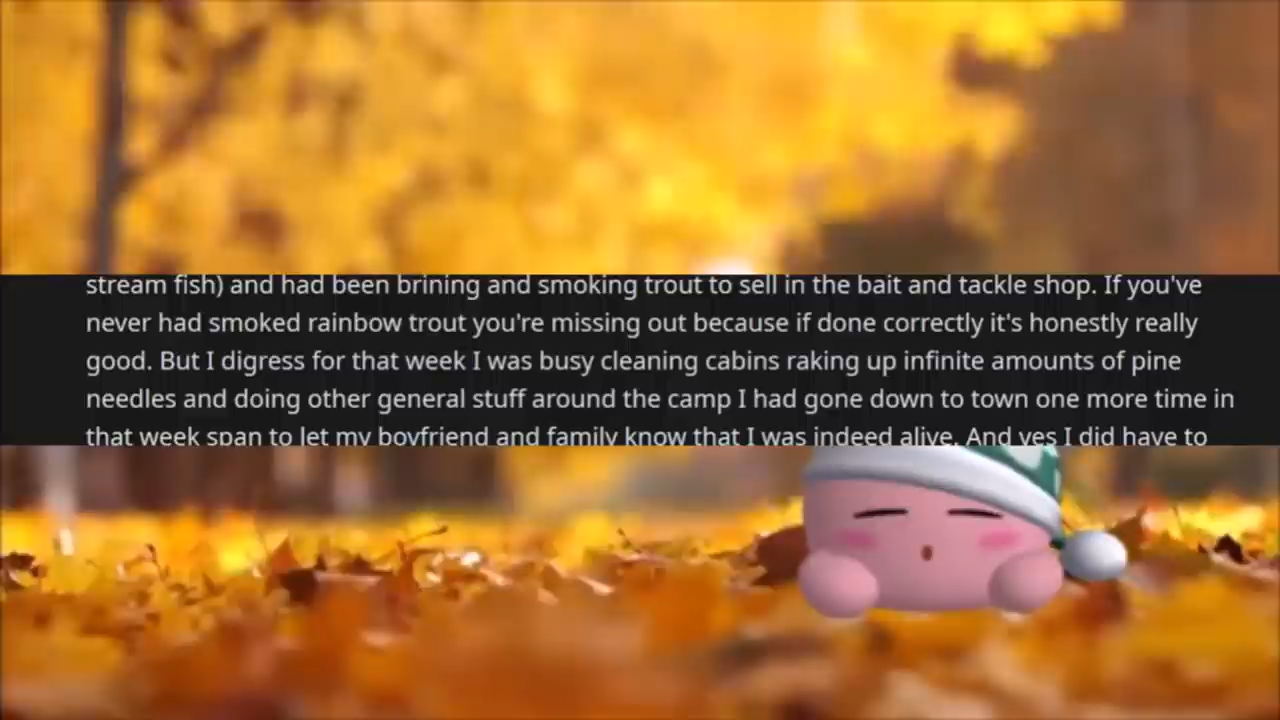 stream fish) and had been brining and smoking trout to sell in the bait and tackle shop. If you've
never had smoked rainbow trout you're missing out because if done correctly it's honestly really
good. But I digress for that week I was busy cleaning cabins raking up infinite amounts of pine
needles and doing other general stuff around the camp I had gone down to town one more time in
that week span to let my boyfriend and family know that I was indeed alive. And yes I did have to